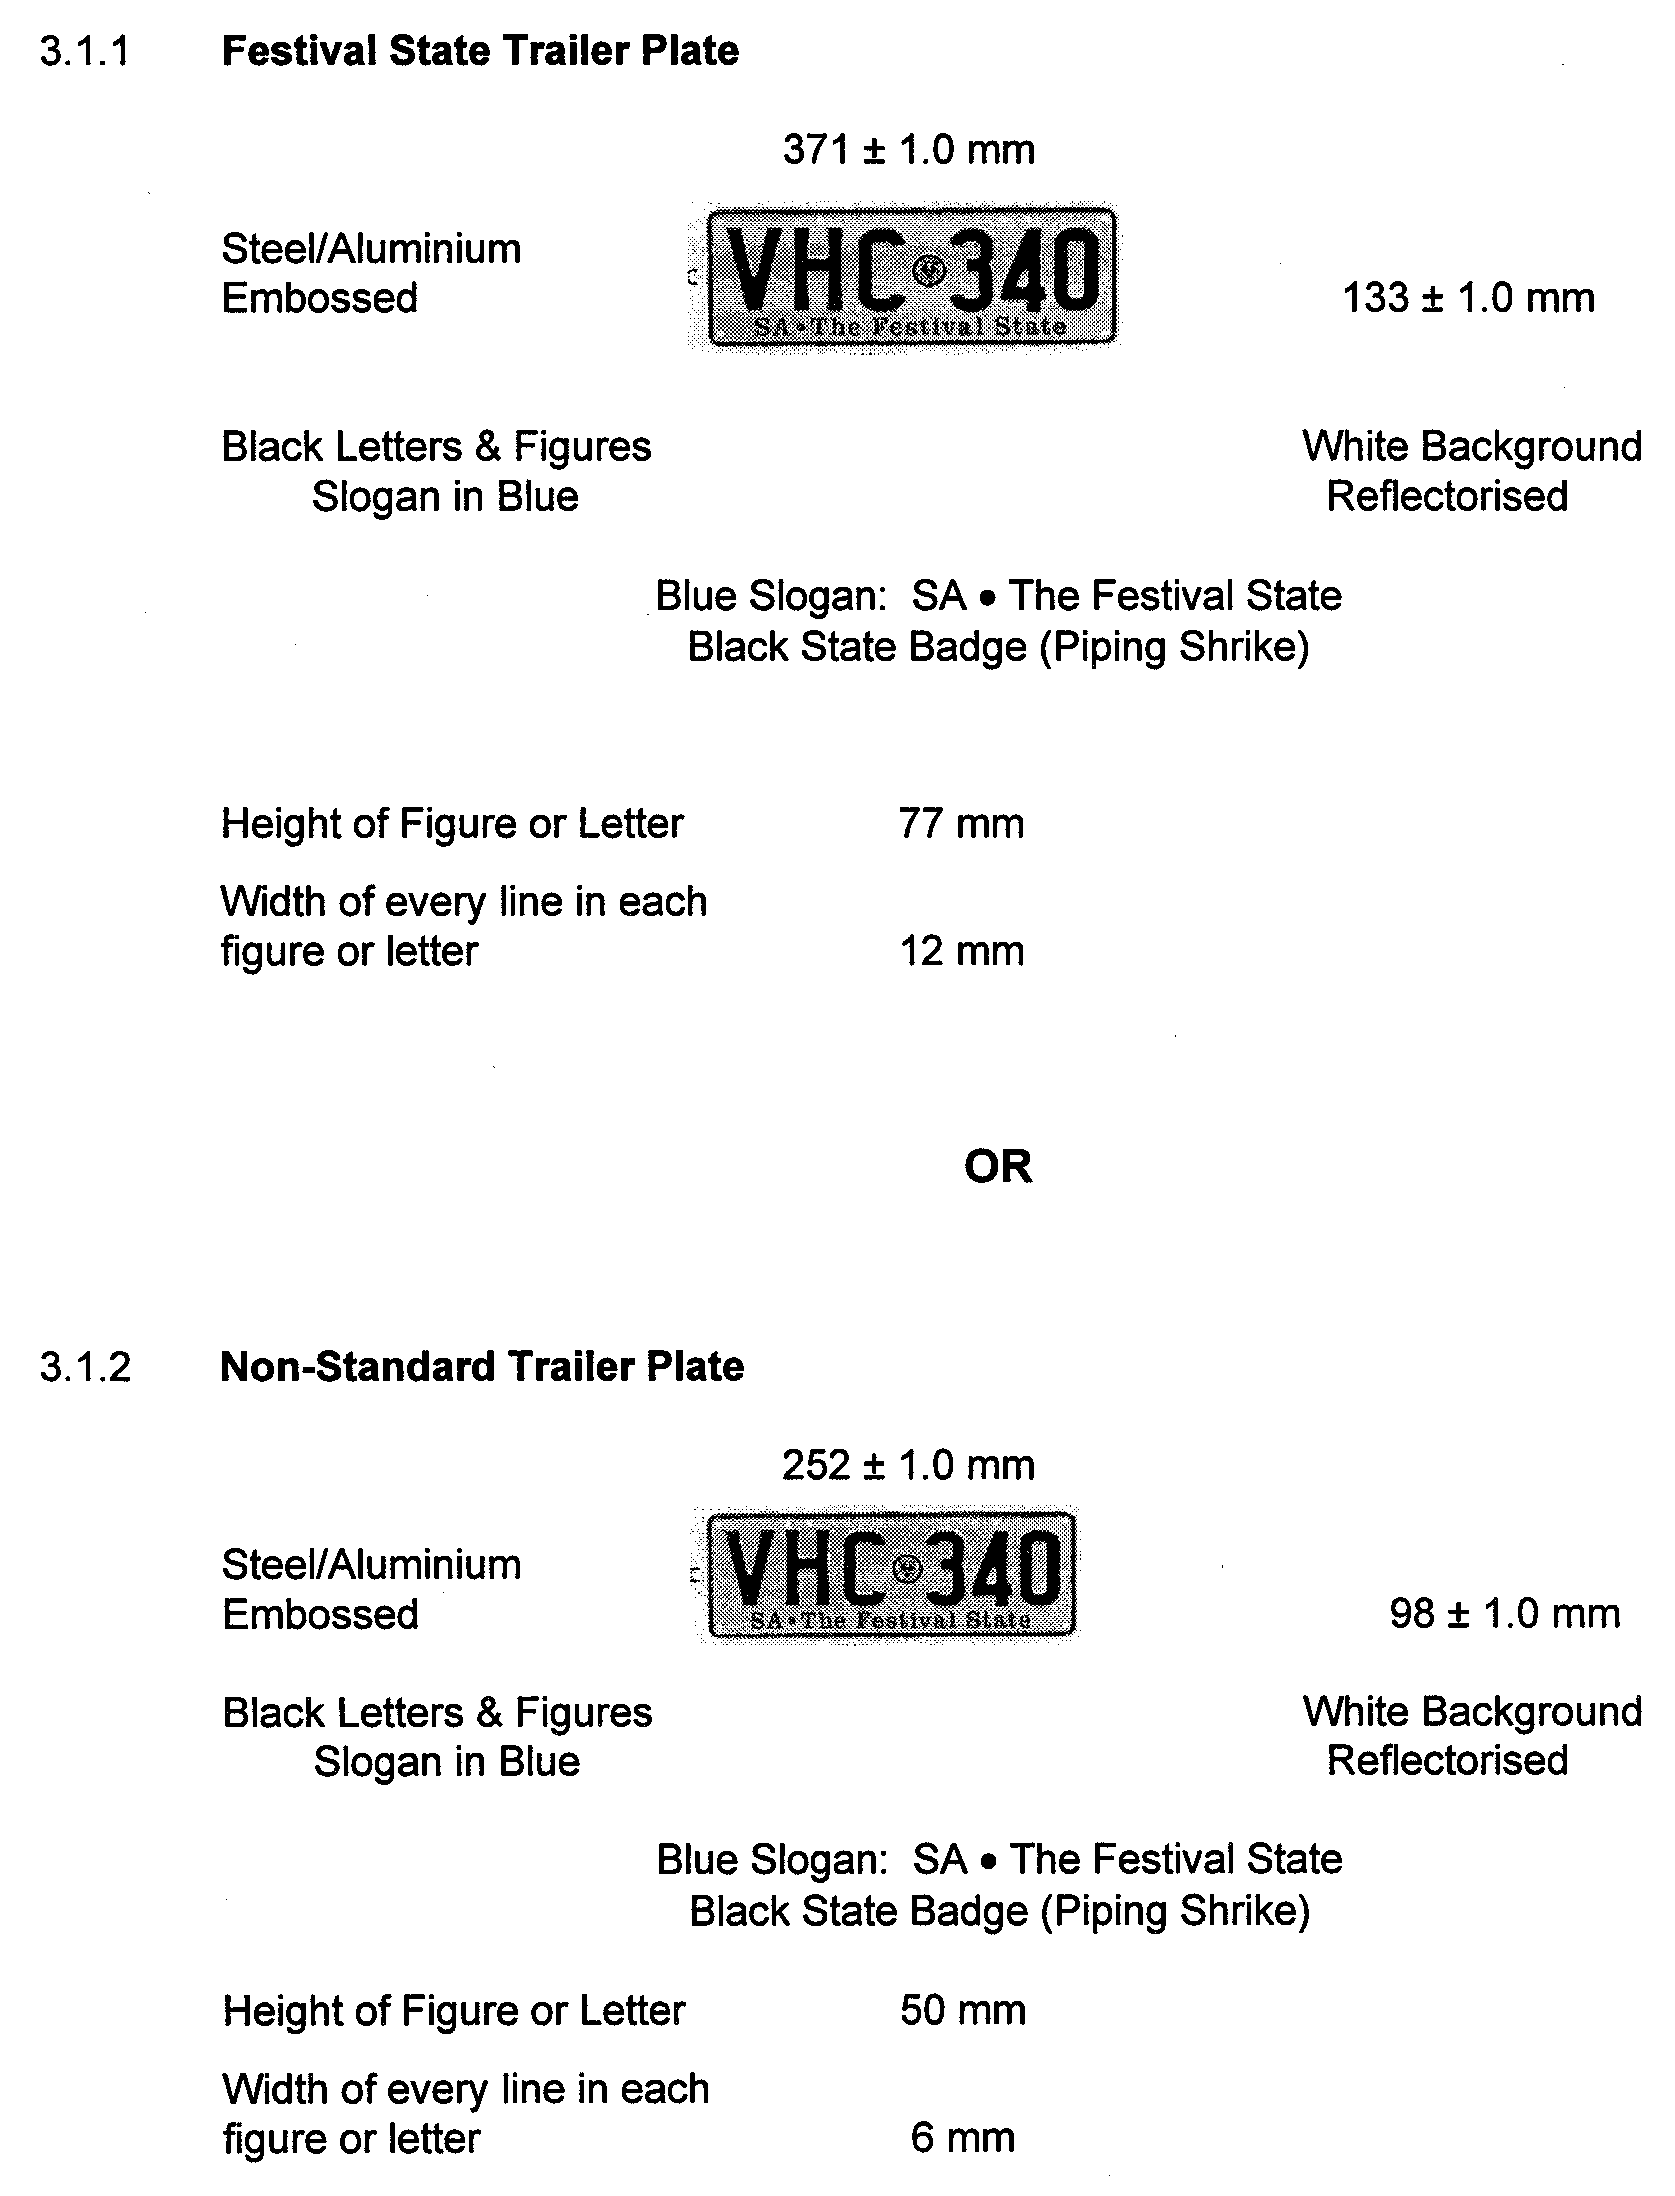 3.1.1 Festival State Trailer Plate
371 ± 1.0 mm
VHC 340
SA • The Festival State
Steel/Aluminium
Embossed
133 ± 1.0 mm
Black Letters & Figures
Slogan in Blue
White Background
Reflectorised
Blue Slogan: SA • The Festival State
Black State Badge (Piping Shrike)
Height of Figure or Letter 77 mm
Width of every line in each
figure or letter 12 mm
OR
3.1.2 Non-Standard Trailer Plate
252 ± 1.0 mm
VHC 340
SA • The Festival State
Steel/Aluminium
Embossed
98 ± 1.0 mm
Black Letters & Figures
Slogan in Blue
White Background
Reflectorised
Blue Slogan: SA • The Festival State
Black State Badge (Piping Shrike)
Height of Figure or Letter 50 mm
Width of every line in each
figure or letter 6 mm